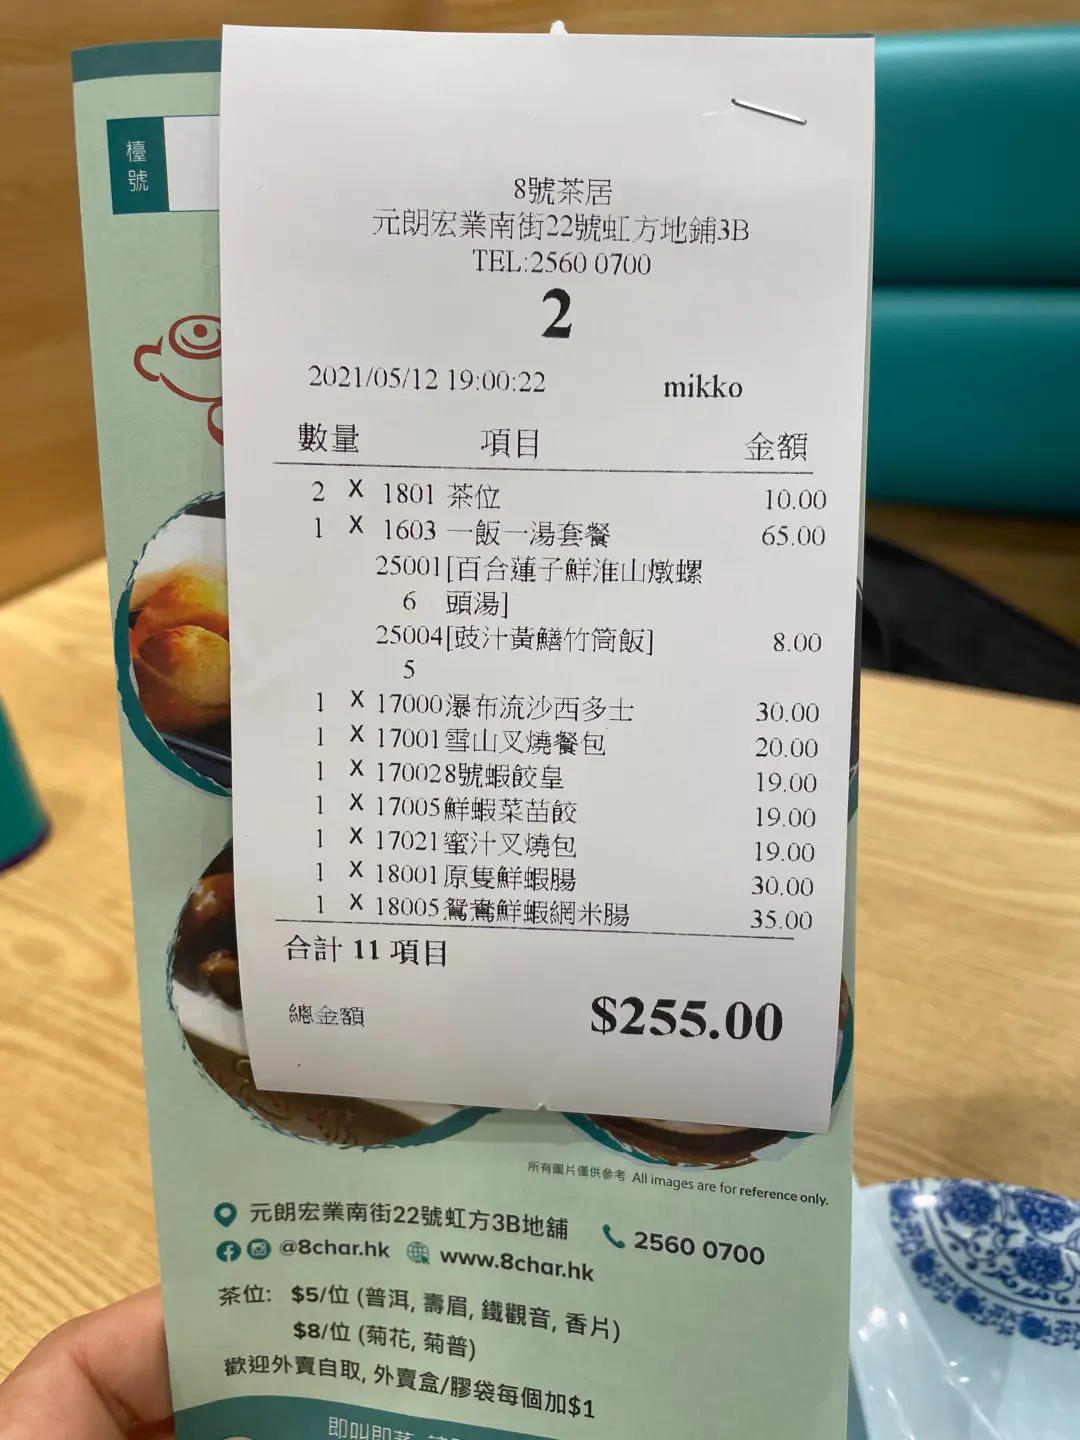 檯
號
8號茶居
元朗宏業南街22號虹方地鋪3B
TEL:2560 0700
2
2021/05/12 19:00:22 mikko
數量 項目 金額
2 X 1801 茶位 10.00
1 X 1603 一飯一湯套餐 65.00
25001[百合蓮子鮮淮山燉螺
6 頭湯]
25004[豉汁黃鱔竹筒飯] 8.00
5
1 X 17000瀑布流沙西多士 30.00
1 X 17001雪山叉燒餐包 20.00
1 X 170028號蝦餃皇 19.00
1 X 17005鮮蝦菜苗餃 19.00
1 X 17021蜜汁叉燒包 19.00
1 X 18001原隻鮮蝦腸 30.00
1 X 18005鴛鴦鮮蝦網米腸 35.00
合計 11 項目
總金額 $255.00
所有圖片僅供參考 All images are for reference only.
元朗宏業南街22號虹方3B地舖 2560 0700
@8char.hk www.8char.hk
茶位: $5/位 (普洱, 壽眉, 鐵觀音, 香片)
$8/位 (菊花, 菊普)
歡迎外賣自取, 外賣盒/膠袋每個加$1
即叫即蒸